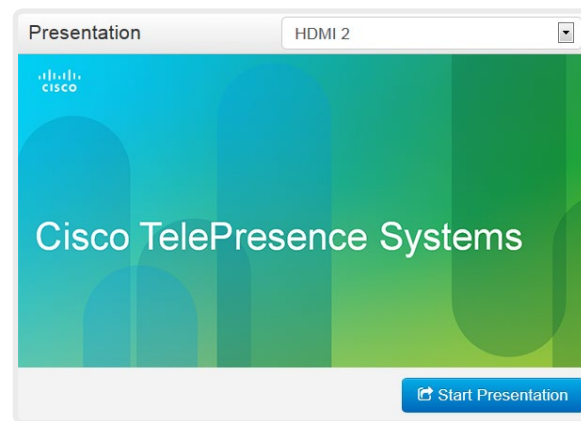 Presentation
HDMI 2
CISCO
Cisco TelePresence Systems
Start Presentation